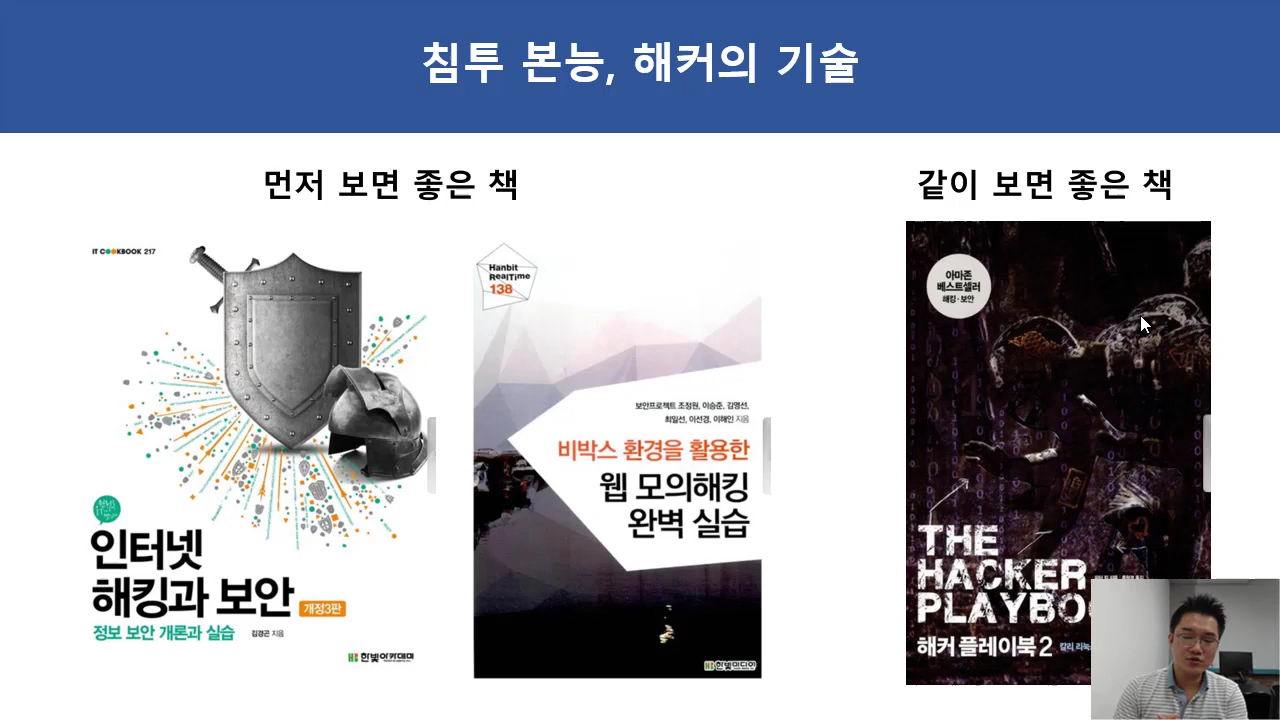 침투 본능, 해커의 기술
먼저 보면 좋은 책
같이 보면 좋은 책
IT COOKBOOK 217
인터넷
해킹과 보안 개정3판
정보 보안 개론과 실습 김경곤 지음
한빛아카데미
Hanbit
RealTime
138
보안프로젝트 조정원, 이승준, 김영선,
최일선, 이선경, 이해인 지음
비박스 환경을 활용한
웹 모의해킹
완벽 실습
한빛미디어
아마존
베스트셀러
해킹·보안
THE
HACKER
PLAYBO
해커 플레이북 2 칼리 리눅